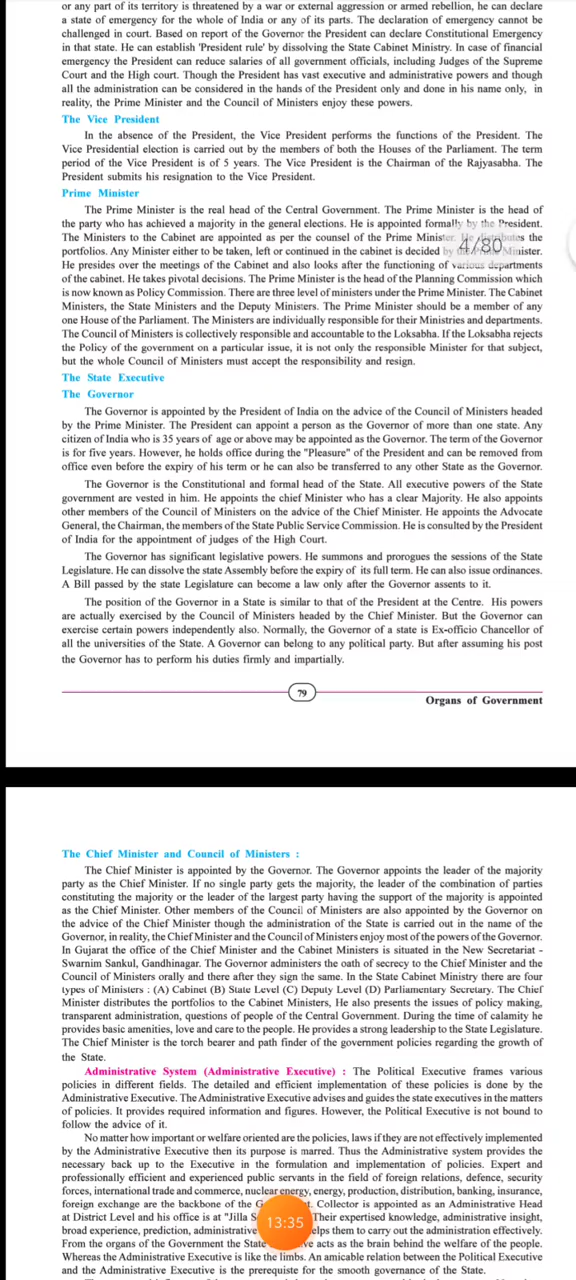 or any part of its territory is threatened by a war or external aggression or armed rebellion, he can declare
a state of emergency for the whole of India or any of its parts. The declaration of emergency cannot be
challenged in court. Based on report of the Governor the President can declare Constitutional Emergency
in that state. He can establish 'President rule' by dissolving the State Cabinet Ministry. In case of financial
emergency the President can reduce salaries of all government officials, including Judges of the Supreme
Court and the High court. Though the President has vast executive and administrative powers and though
all the administration can be considered in the hands of the President only and done in his name only, in
reality, the Prime Minister and the Council of Ministers enjoy these powers.
The Vice President
In the absence of the President, the Vice President performs the functions of the President. The
Vice Presidential election is carried out by the members of both the Houses of the Parliament. The term
period of the Vice President is of 5 years. The Vice President is the Chairman of the Rajyasabha. The
President submits his resignation to the Vice President.
Prime Minister
The Prime Minister is the real head of the Central Government. The Prime Minister is the head of
the party who has achieved a majority in the general elections. He is appointed formally by the President.
The Ministers to the Cabinet are appointed as per the counsel of the Prime Minister. He distributes the
portfolios. Any Minister either to be taken, left or continued in the cabinet is decided by the Prime Minister.
4/80
He presides over the meetings of the Cabinet and also looks after the functioning of various departments
of the cabinet. He takes pivotal decisions. The Prime Minister is the head of the Planning Commission which
is now known as Policy Commission. There are three level of ministers under the Prime Minister. The Cabinet
Ministers, the State Ministers and the Deputy Ministers. The Prime Minister should be a member of any
one House of the Parliament. The Ministers are individually responsible for their Ministries and departments.
The Council of Ministers is collectively responsible and accountable to the Loksabha. If the Loksabha rejects
the Policy of the government on a particular issue, it is not only the responsible Minister for that subject,
but the whole Council of Ministers must accept the responsibility and resign.
The State Executive
The Governor
The Governor is appointed by the President of India on the advice of the Council of Ministers headed
by the Prime Minister. The President can appoint a person as the Governor of more than one state. Any
citizen of India who is 35 years of age or above may be appointed as the Governor. The term of the Governor
is for five years. However, he holds office during the "Pleasure" of the President and can be removed from
office even before the expiry of his term or he can also be transferred to any other State as the Governor.
The Governor is the Constitutional and formal head of the State. All executive powers of the State
government are vested in him. He appoints the chief Minister who has a clear Majority. He also appoints
other members of the Council of Ministers on the advice of the Chief Minister. He appoints the Advocate
General, the Chairman, the members of the State Public Service Commission. He is consulted by the President
of India for the appointment of judges of the High Court.
The Governor has significant legislative powers. He summons and prorogues the sessions of the State
Legislature. He can dissolve the state Assembly before the expiry of its full term. He can also issue ordinances.
A Bill passed by the state Legislature can become a law only after the Governor assents to it.
The position of the Governor in a State is similar to that of the President at the Centre. His powers
are actually exercised by the Council of Ministers headed by the Chief Minister. But the Governor can
exercise certain powers independently also. Normally, the Governor of a state is Ex-officio Chancellor of
all the universities of the State. A Governor can belong to any political party. But after assuming his post
the Governor has to perform his duties firmly and impartially.
79
Organs of Government
The Chief Minister and Council of Ministers :
The Chief Minister is appointed by the Governor. The Governor appoints the leader of the majority
party as the Chief Minister. If no single party gets the majority, the leader of the combination of parties
constituting the majority or the leader of the largest party having the support of the majority is appointed
as the Chief Minister. Other members of the Council of Ministers are also appointed by the Governor on
the advice of the Chief Minister though the administration of the State is carried out in the name of the
Governor, in reality, the Chief Minister and the Council of Ministers enjoy most of the powers of the Governor.
In Gujarat the office of the Chief Minister and the Cabinet Ministers is situated in the New Secretariat -
Swarnim Sankul, Gandhinagar. The Governor administers the oath of secrecy to the Chief Minister and the
Council of Ministers orally and there after they sign the same. In the State Cabinet Ministry there are four
types of Ministers : (A) Cabinet (B) State Level (C) Deputy Level (D) Parliamentary Secretary. The Chief
Minister distributes the portfolios to the Cabinet Ministers, He also presents the issues of policy making,
transparent administration, questions of people of the Central Government. During the time of calamity he
provides basic amenities, love and care to the people. He provides a strong leadership to the State Legislature.
The Chief Minister is the torch bearer and path finder of the government policies regarding the growth of
the State.
Administrative System (Administrative Executive) : The Political Executive frames various
policies in different fields. The detailed and efficient implementation of these policies is done by the
Administrative Executive. The Administrative Executive advises and guides the state executives in the matters
of policies. It provides required information and figures. However, the Political Executive is not bound to
follow the advice of it.
No matter how important or welfare oriented are the policies, laws if they are not effectively implemented
by the Administrative Executive then its purpose is marred. Thus the Administrative system provides the
necessary back up to the Executive in the formulation and implementation of policies. Expert and
professionally efficient and experienced public servants in the field of foreign relations, defence, security
forces, international trade and commerce, nuclear energy, energy, production, distribution, banking, insurance,
foreign exchange are the backbone of the Collector is appointed as an Administrative Head
at District Level and his office is at "Jilla Their expertised knowledge, administrative insight,
13:35
broad experience, prediction, administrative helps them to carry out the administration effectively.
From the organs of the Government the State acts as the brain behind the welfare of the people.
Whereas the Administrative Executive is like the limbs. An amicable relation between the Political Executive
and the Administrative Executive is the prerequiste for the smooth governance of the State.